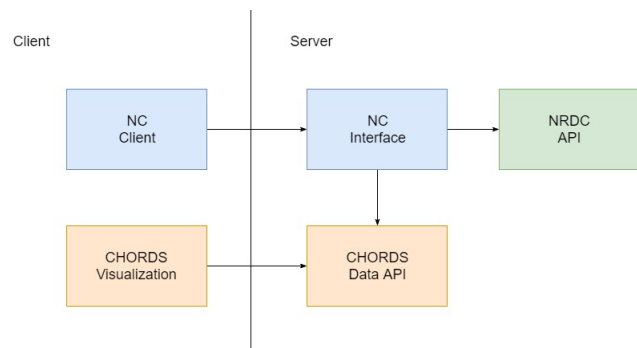 Client
Server
NC
Client
NC
Interface
NRDC
API
CHORDS
Visualization
CHORDS
Data API